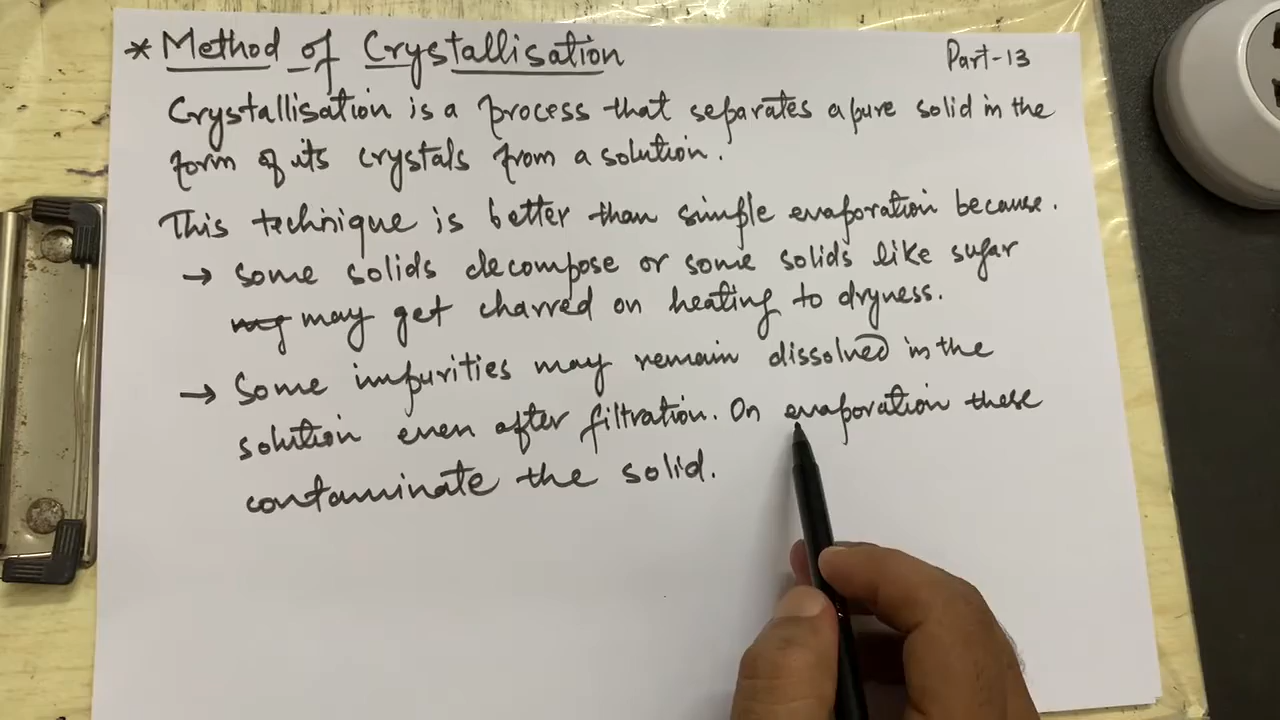 * Method of Crystallisation Part-13
Crystallisation is a process that separates a pure solid in the
form of its crystals from a solution.
This technique is better than simple evaporation because.
→ some solids decompose or some solids like sugar
may get charred on heating to dryness.
→ Some impurities may remain dissolved in the
solution even after filtration. On evaporation these
contaminate the solid.